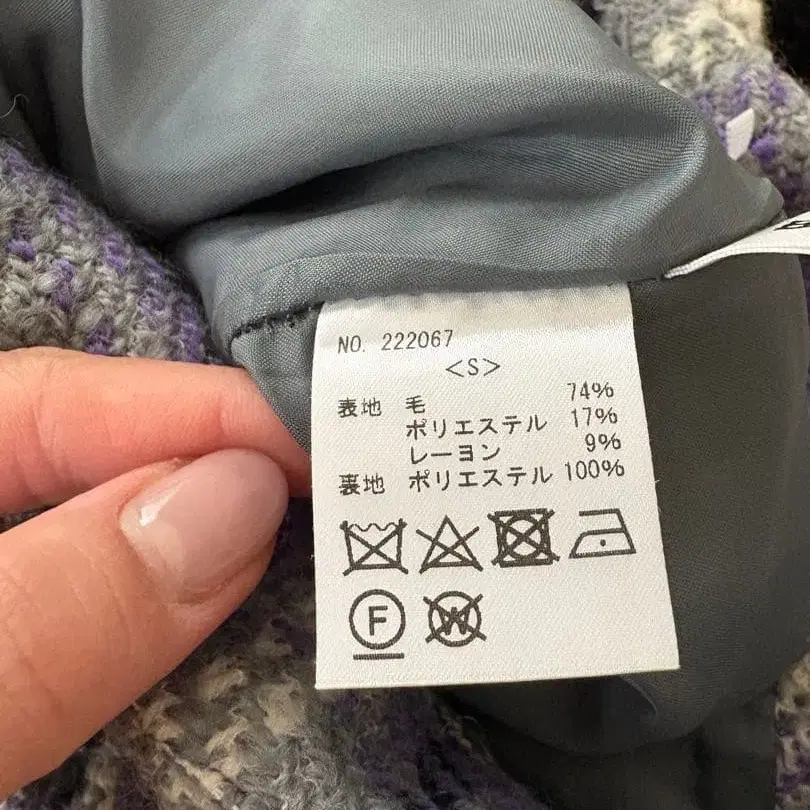 NO. 222067
<S>
表地 毛 74%
ポリエステル 17%
レーヨン 9%
裏地 ポリエステル 100%
F W